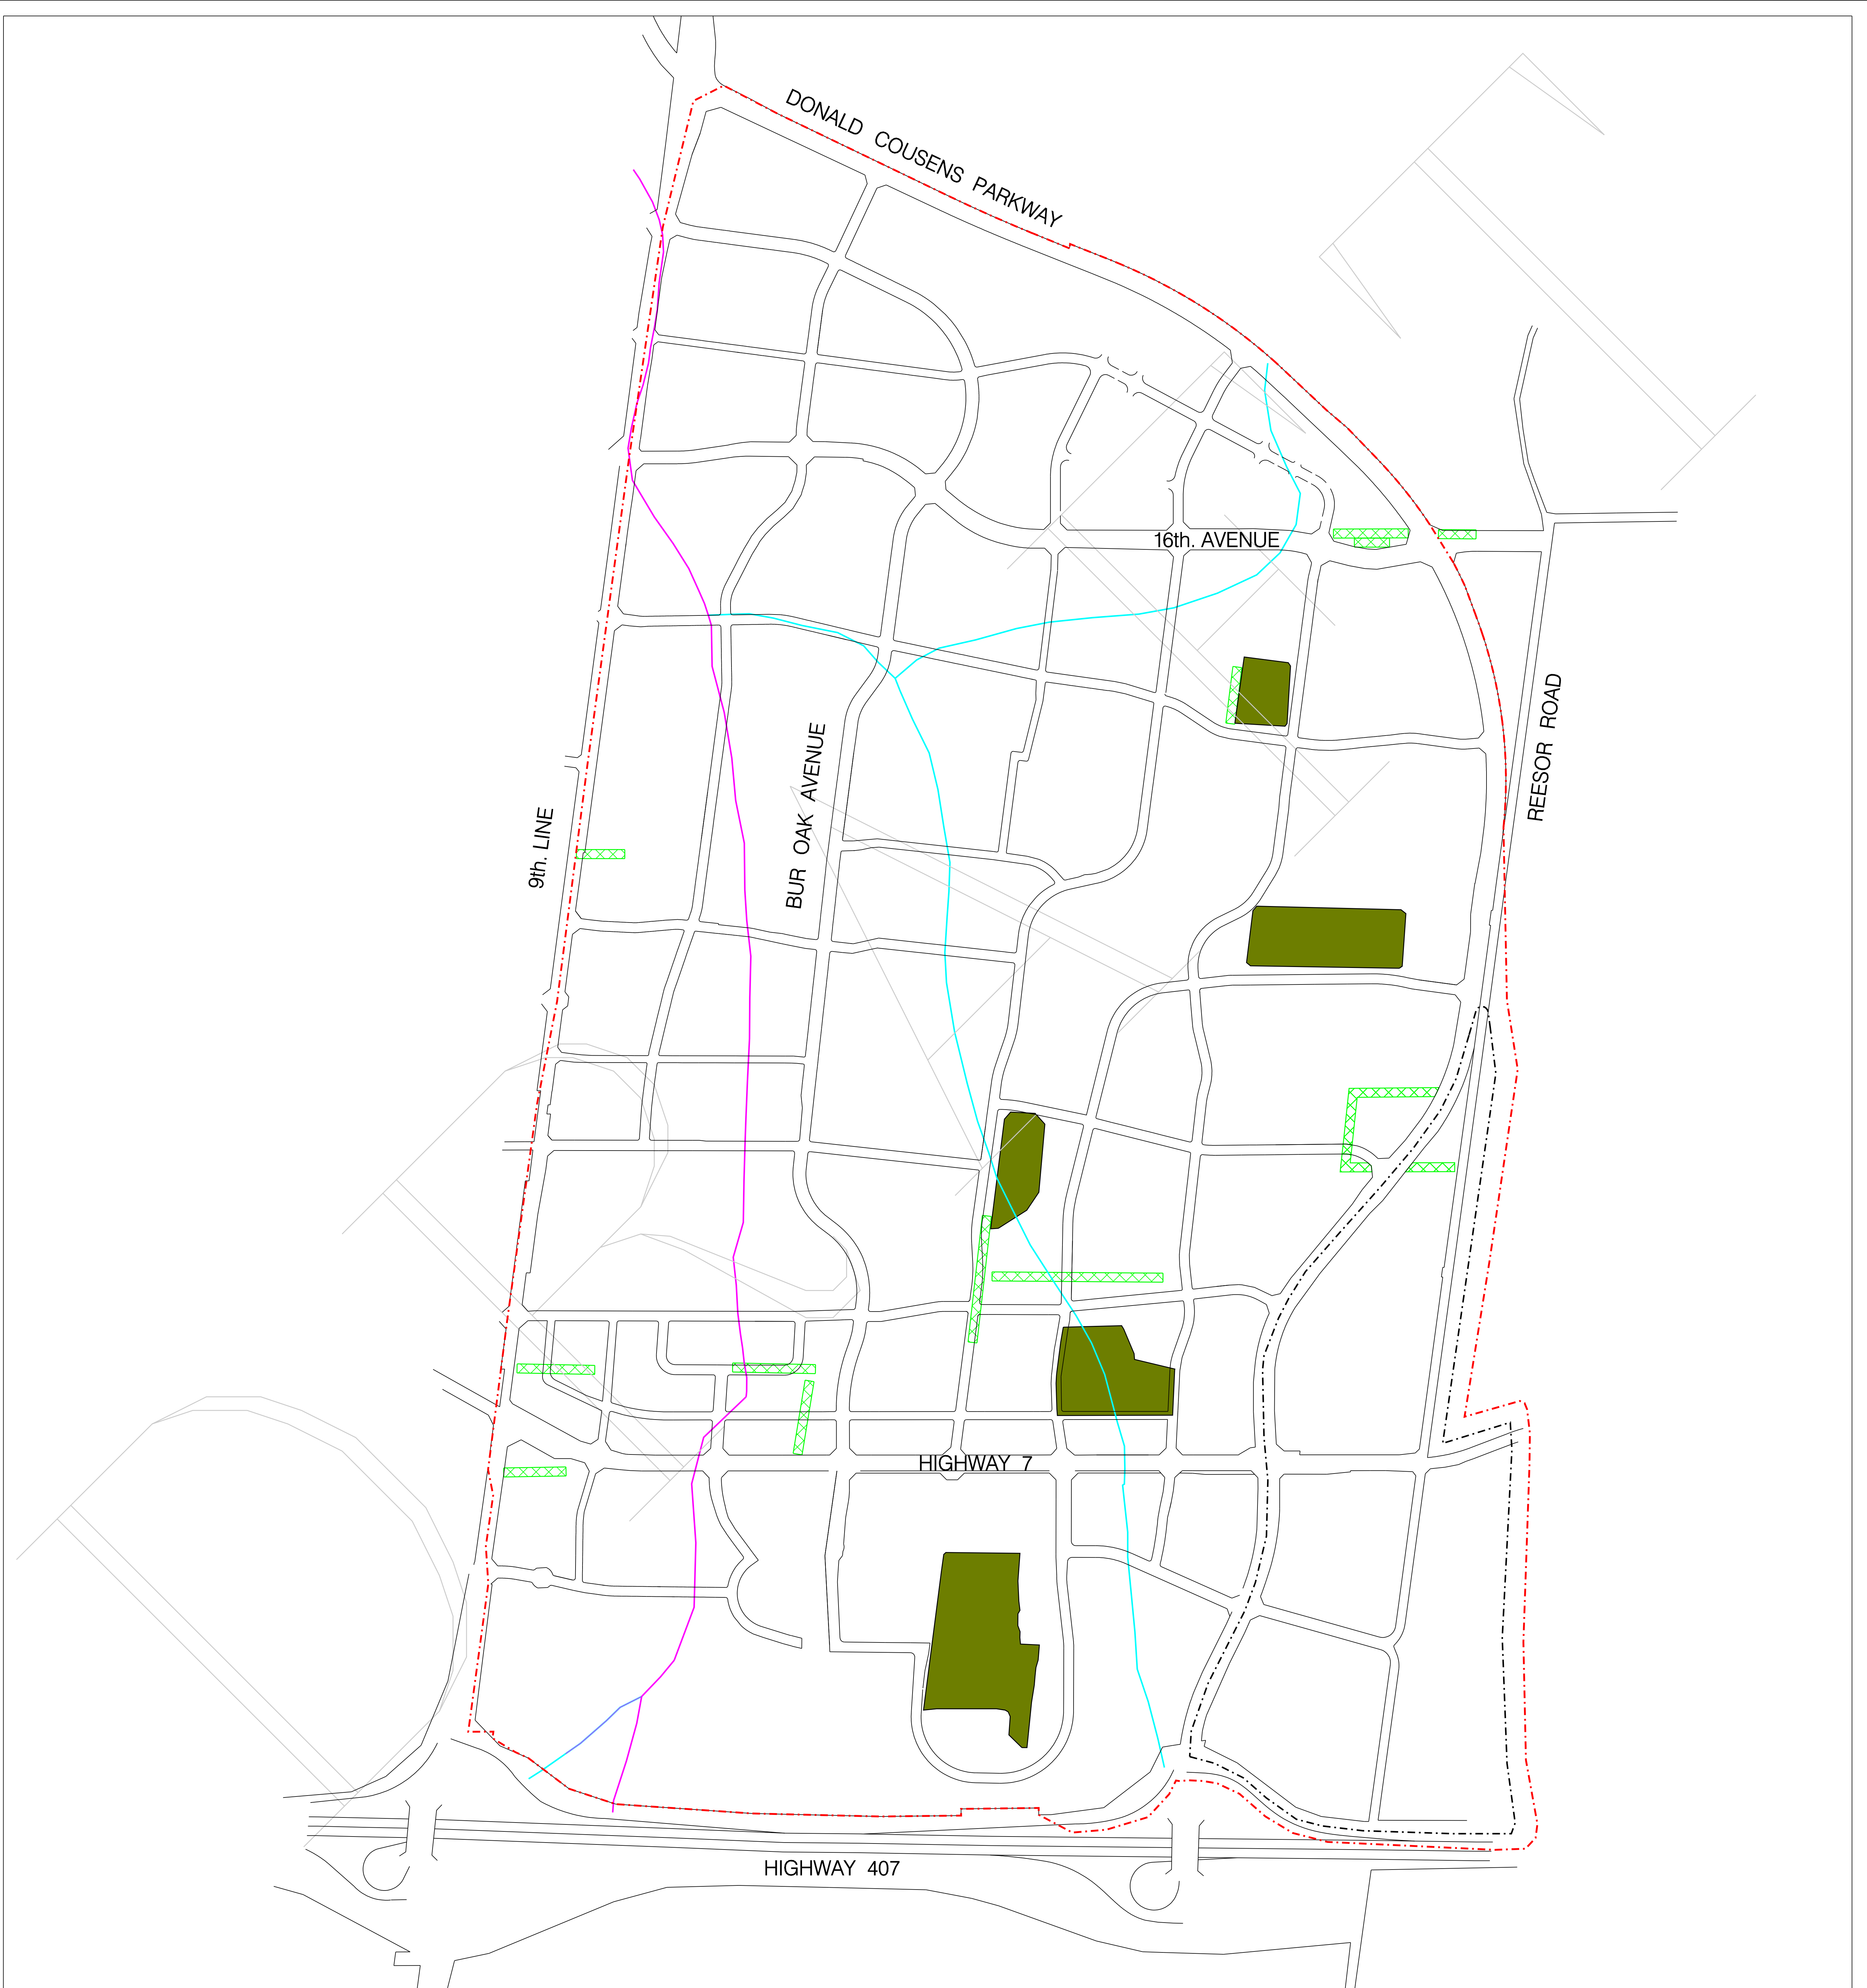 DONALD COUSENS PARKWAY
16th. AVENUE
REESOR ROAD
BUR OAK AVENUE
9th. LINE
HIGHWAY 7
HIGHWAY 407